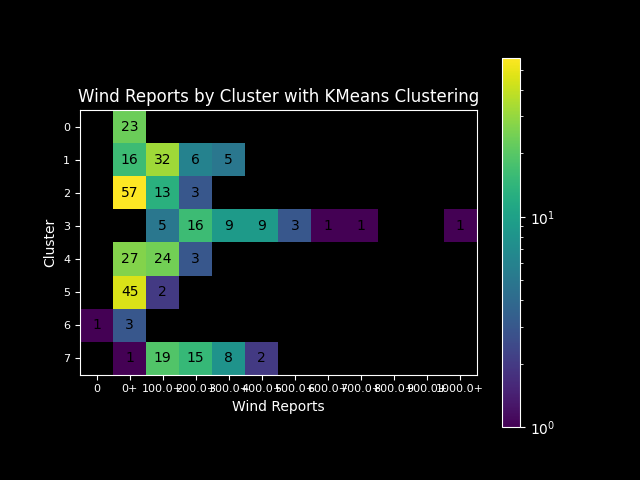 Wind Reports by Cluster with KMeans Clustering
Cluster
0 23
1 16 32 6 5
2 57 13 3
3 5 16 9 9 3 1 1 1
4 27 24 3
5 45 2
6 1 3
7 1 19 15 8 2
0 0+ 100.0+ 200.0+ 300.0+ 400.0+ 500.0+ 600.0+ 700.0+ 800.0+ 900.0+ 1000.0+
Wind Reports
10¹
10⁰